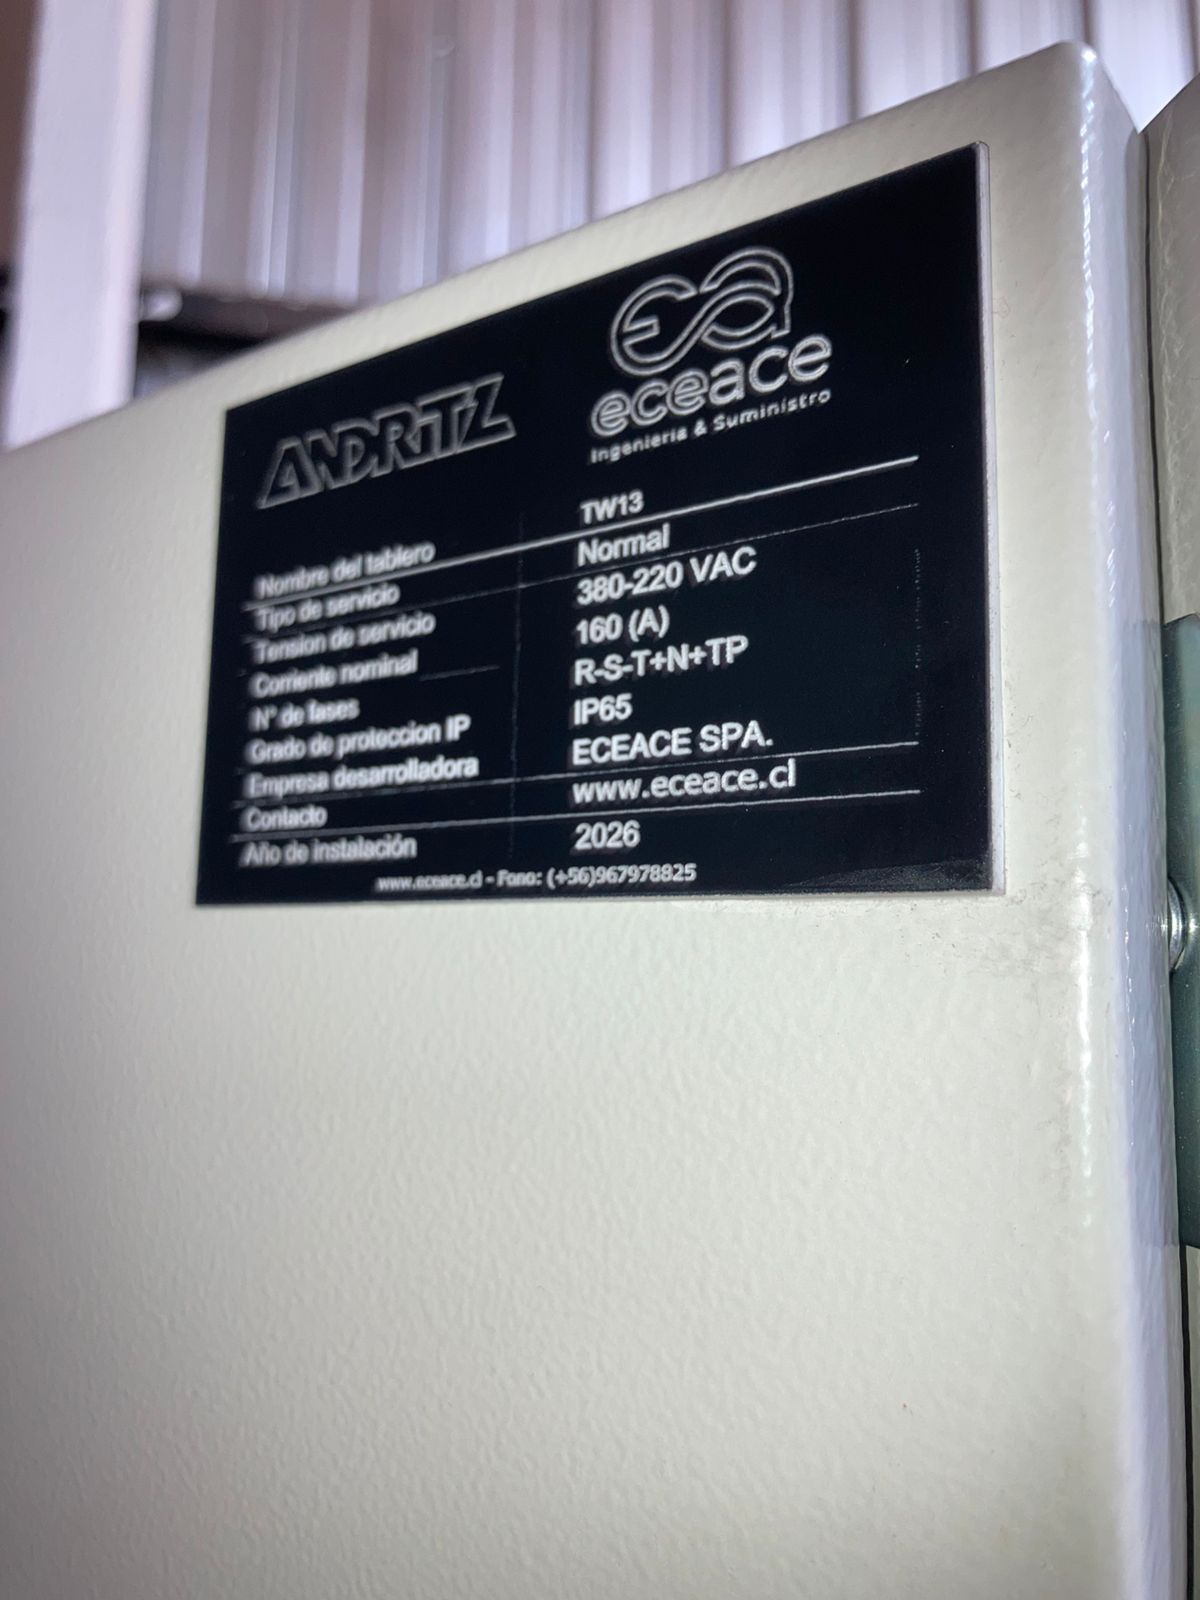 ANDRITZ
ea
eceace
Ingenieria & Suministro
Nombre del tablero TW13
Tipo de servicio Normal
Tension de servicio 380-220 VAC
Corriente nominal 160 (A)
N° de fases R-S-T+N+TP
Grado de proteccion IP IP65
Empresa desarrolladora ECEACE SPA.
Contacto www.eceace.cl
Año de instalación 2026
www.eceace.cl - Fono: (+56)967978825